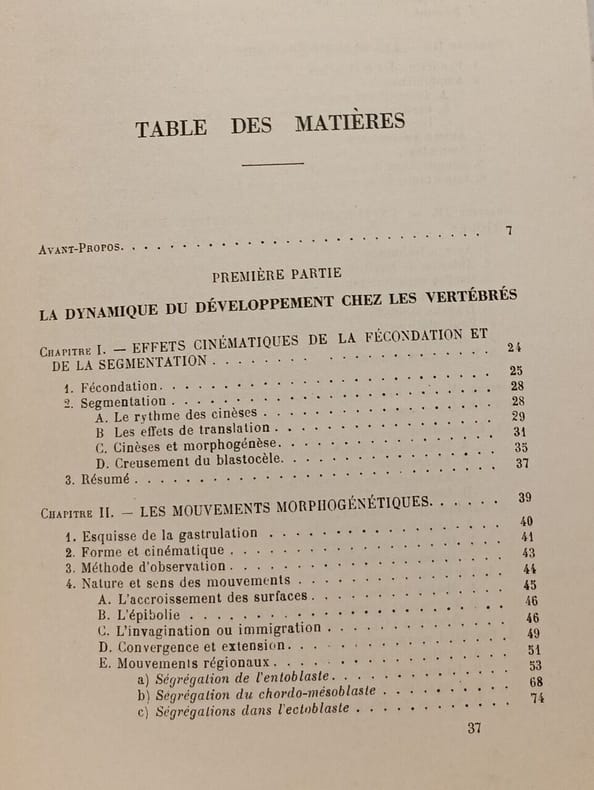 TABLE DES MATIÈRES
AVANT-PROPOS. . . . . . . . . . . . . . . . . . . . . . 7
PREMIÈRE PARTIE
LA DYNAMIQUE DU DÉVELOPPEMENT CHEZ LES VERTÉBRÉS
CHAPITRE I. — EFFETS CINÉMATIQUES DE LA FÉCONDATION ET
DE LA SEGMENTATION . . . . . . . . . . . . . . . . 24
1. Fécondation. . . . . . . . . . . . . . . . . . . . 25
2. Segmentation . . . . . . . . . . . . . . . . . . . 28
A. Le rythme des cinèses . . . . . . . . . . . . . . 28
B Les effets de translation . . . . . . . . . . . . . 29
C. Cinèses et morphogénèse. . . . . . . . . . . . . . 31
D. Creusement du blastocèle. . . . . . . . . . . . . 35
3. Résumé . . . . . . . . . . . . . . . . . . . . . . 37
CHAPITRE II. — LES MOUVEMENTS MORPHOGÉNÉTIQUES. . . . . . 39
1. Esquisse de la gastrulation . . . . . . . . . . . . 40
2. Forme et cinématique . . . . . . . . . . . . . . . 41
3. Méthode d'observation . . . . . . . . . . . . . . . 43
4. Nature et sens des mouvements . . . . . . . . . . . 44
A. L'accroissement des surfaces . . . . . . . . . . . 45
B. L'épibolie . . . . . . . . . . . . . . . . . . . . 46
C. L'invagination ou immigration . . . . . . . . . . . 46
D. Convergence et extension. . . . . . . . . . . . . . 49
E. Mouvements régionaux . . . . . . . . . . . . . . . 51
a) Ségrégation de l'entoblaste. . . . . . . . . . . . 53
b) Ségrégation du chordo-mésoblaste . . . . . . . . . 68
c) Ségrégations dans l'ectoblaste . . . . . . . . . . 74
37